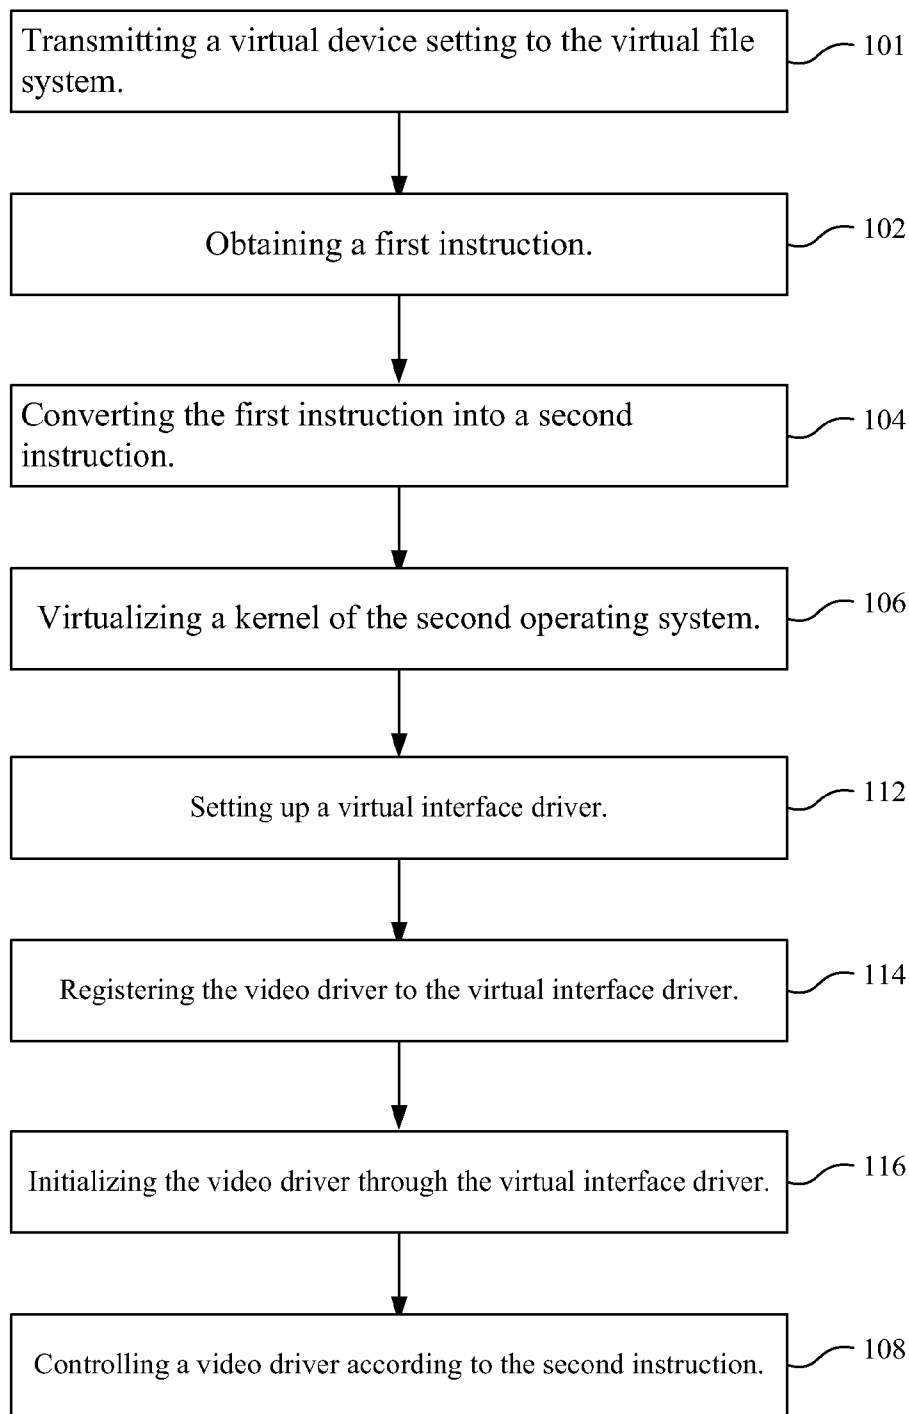 Transmitting a virtual device setting to the virtual file
system.
101
Obtaining a first instruction.
102
Converting the first instruction into a second
instruction.
104
Virtualizing a kernel of the second operating system.
106
Setting up a virtual interface driver.
112
Registering the video driver to the virtual interface driver.
114
Initializing the video driver through the virtual interface driver.
116
Controlling a video driver according to the second instruction.
108